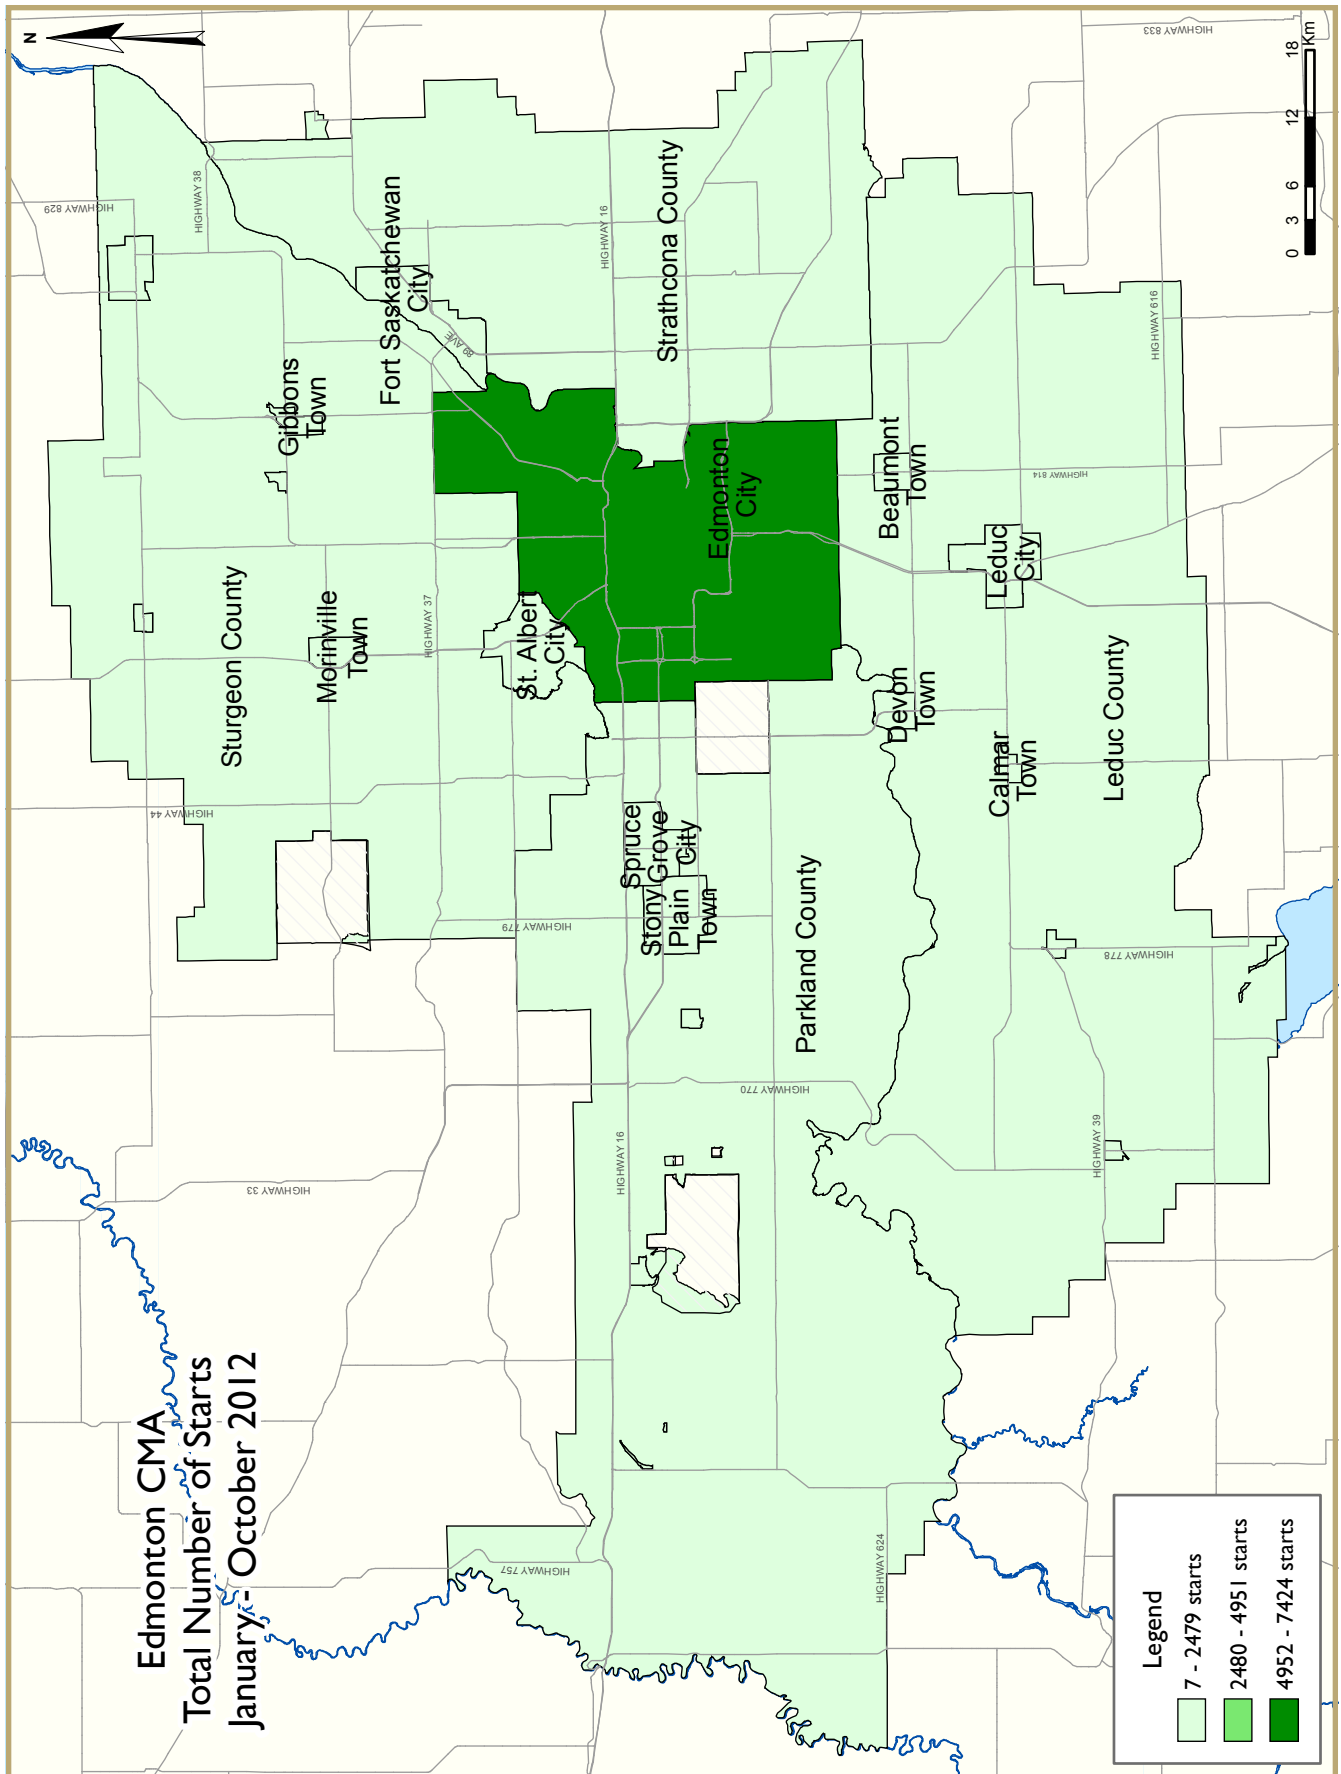 Edmonton CMA
Total Number of Starts
January - October 2012
N
HIGHWAY 829
HIGHWAY 38
HIGHWAY 44
HIGHWAY 33
Gibbons
Town
Sturgeon County
Morinville
Town
Fort Saskatchewan
City
89 AVE
HIGHWAY 37
HIGHWAY 779
HIGHWAY 757
St. Albert
City
HIGHWAY 16
HIGHWAY 16
Strathcona County
Edmonton
City
Spruce
Grove
City
Stony
Plain
Town
Parkland County
HIGHWAY 770
HIGHWAY 624
Beaumont
Town
Devon
Town
Leduc
City
Calmar
Town
HIGHWAY 814
Leduc County
HIGHWAY 39
HIGHWAY 778
HIGHWAY 616
HIGHWAY 833
Legend
7 - 2479 starts
2480 - 4951 starts
4952 - 7424 starts
0 3 6 12 18
Km